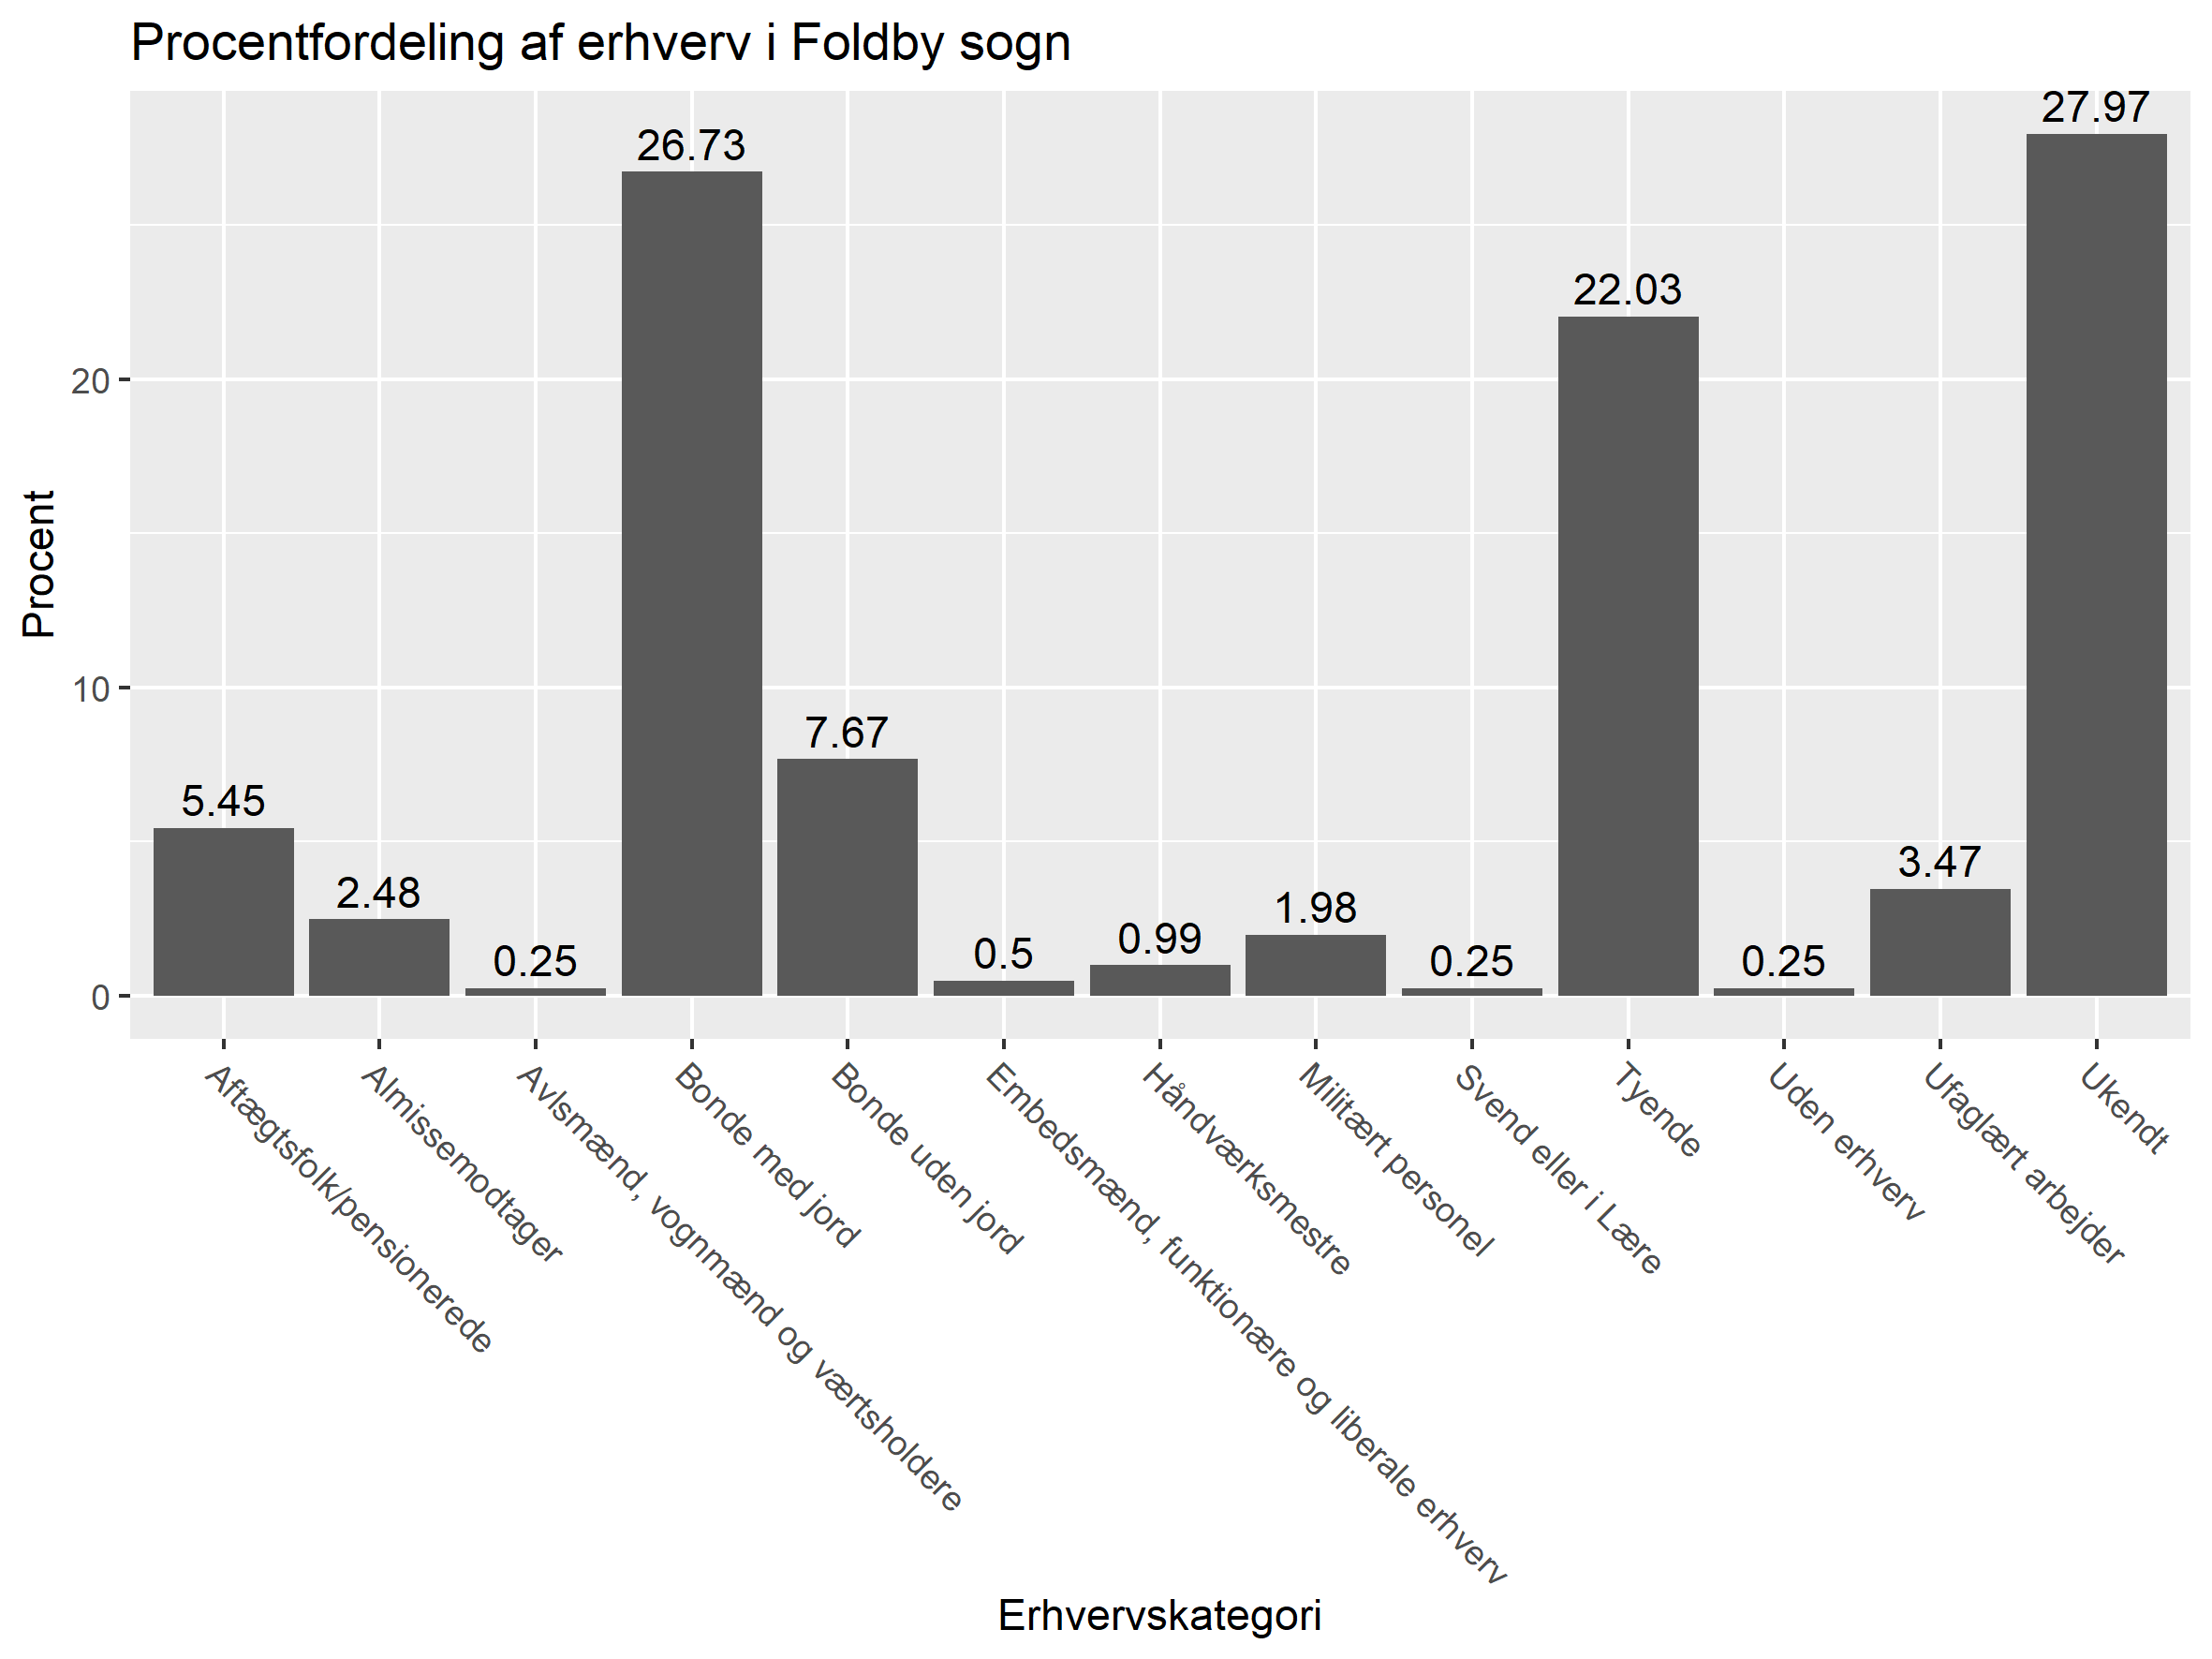 Procentfordeling af erhverv i Foldby sogn
27.97
26.73
22.03
20
Procent
10
7.67
5.45
3.47
2.48
1.98
0.99
0.5
0.25
0.25
0.25
0
Aftægtsfolk/pensionerede
Almissemodtager
Avlsmænd, vognmænd og værtsholdere
Bonde med jord
Bonde uden jord
Embedsmænd, funktionære og liberale erhverv
Håndværksmestre
Militært personel
Svend eller i Lære
Tyende
Uden erhverv
Ufaglært arbejder
Ukendt
Erhvervskategori